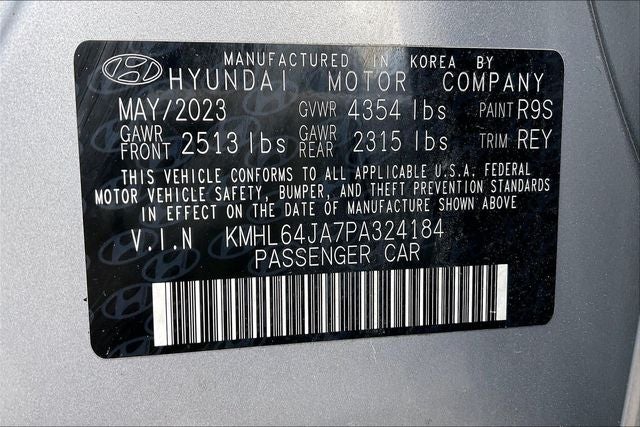 MANUFACTURED IN KOREA BY
HYUNDAI MOTOR COMPANY
MAY/2023 GVWR 4354 lbs PAINT R9S
GAWR FRONT 2513 lbs GAWR REAR 2315 lbs TRIM REY
THIS VEHICLE CONFORMS TO ALL APPLICABLE U.S.A. FEDERAL
MOTOR VEHICLE SAFETY, BUMPER, AND THEFT PREVENTION STANDARDS
IN EFFECT ON THE DATE OF MANUFACTURE SHOWN ABOVE
V.I.N KMHL64JA7PA324184
PASSENGER CAR